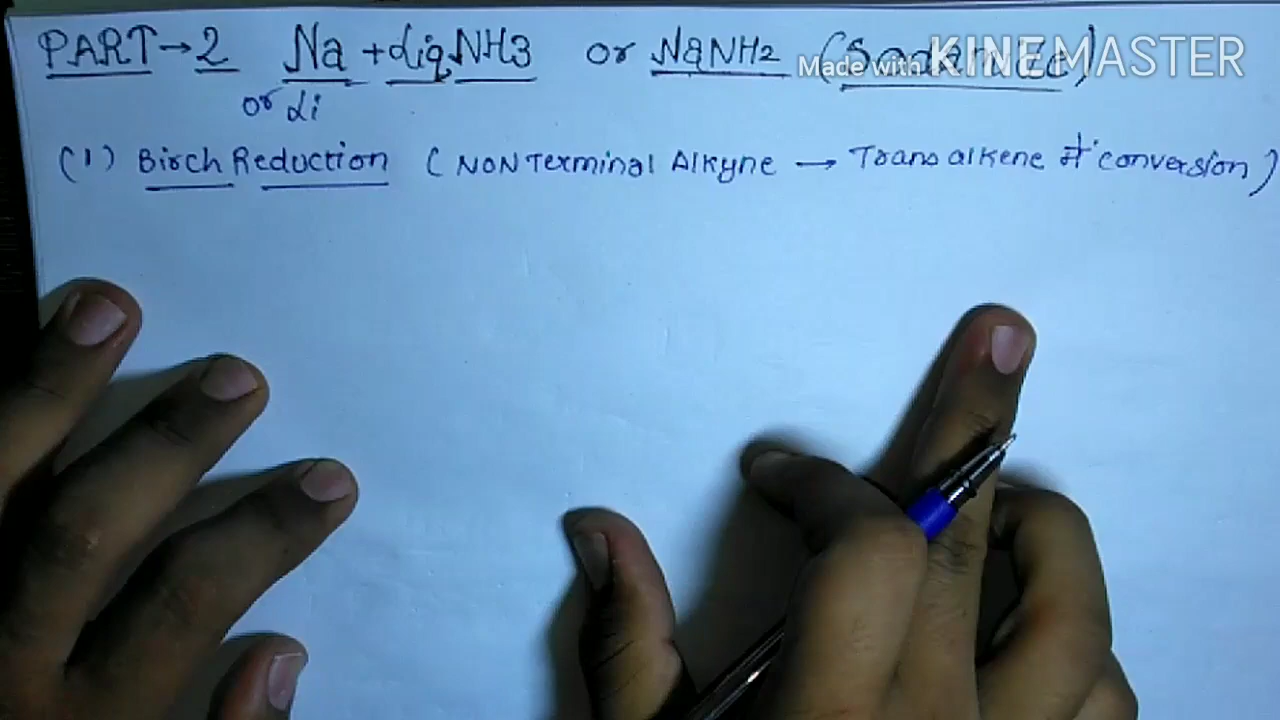 PART→2 Na + liq. NH3 or NaNH2 (Sodamide)
Made with KINEMASTER
or Li
(1) Birch Reduction (NON Terminal Alkyne → Trans alkene में conversion)